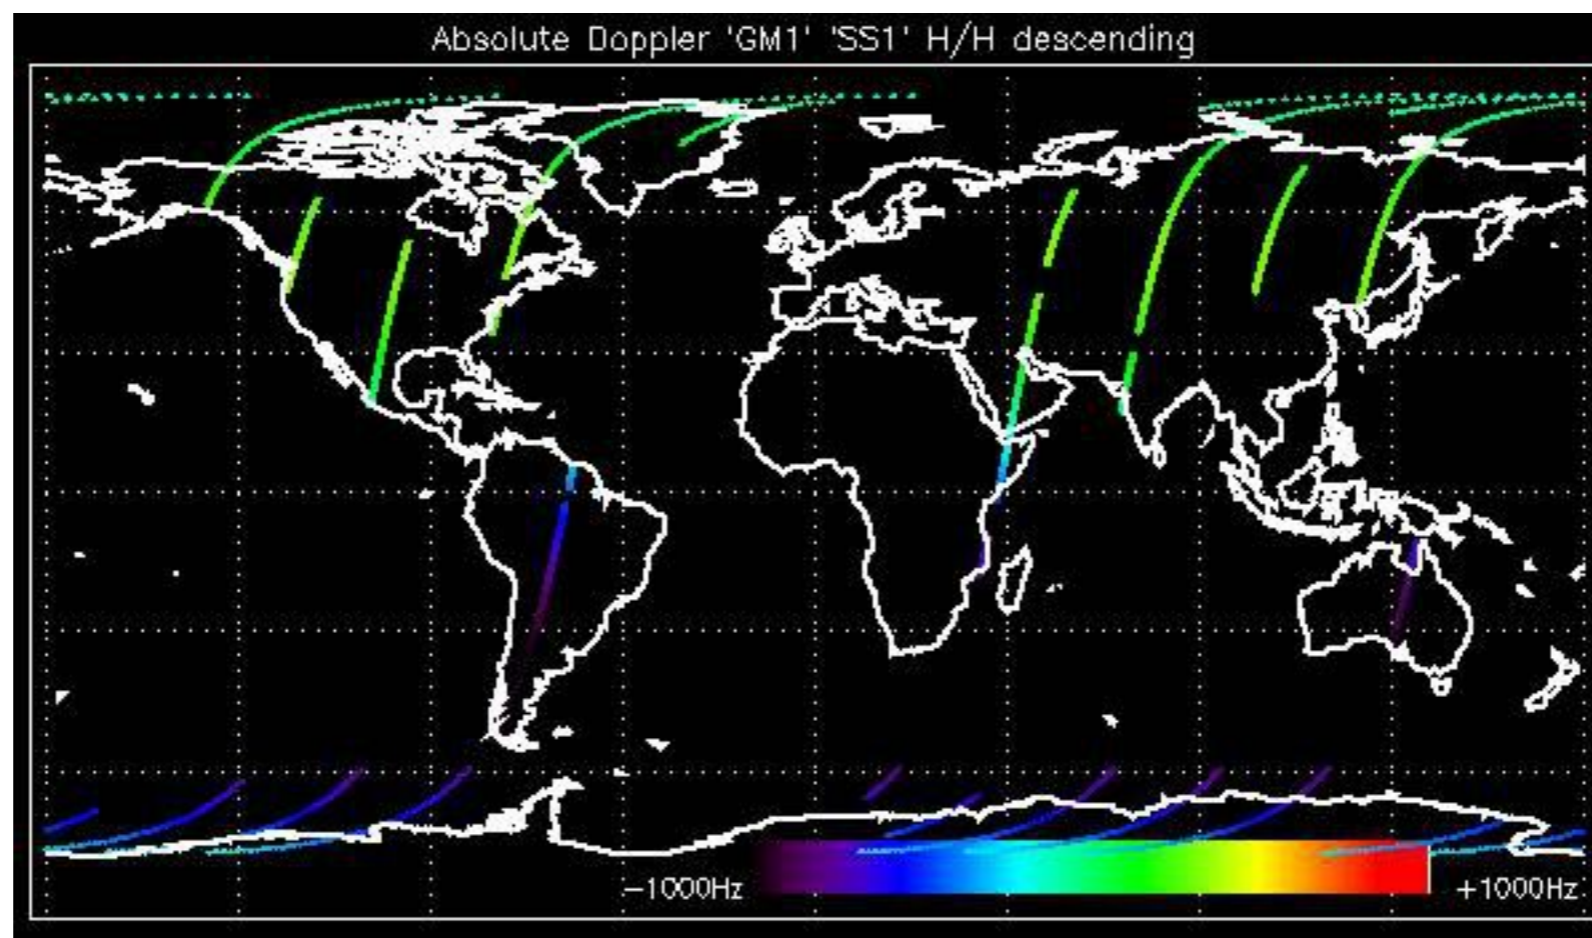 Absolute Doppler 'GM1' 'SS1' H/H descending
-1000Hz
+1000Hz